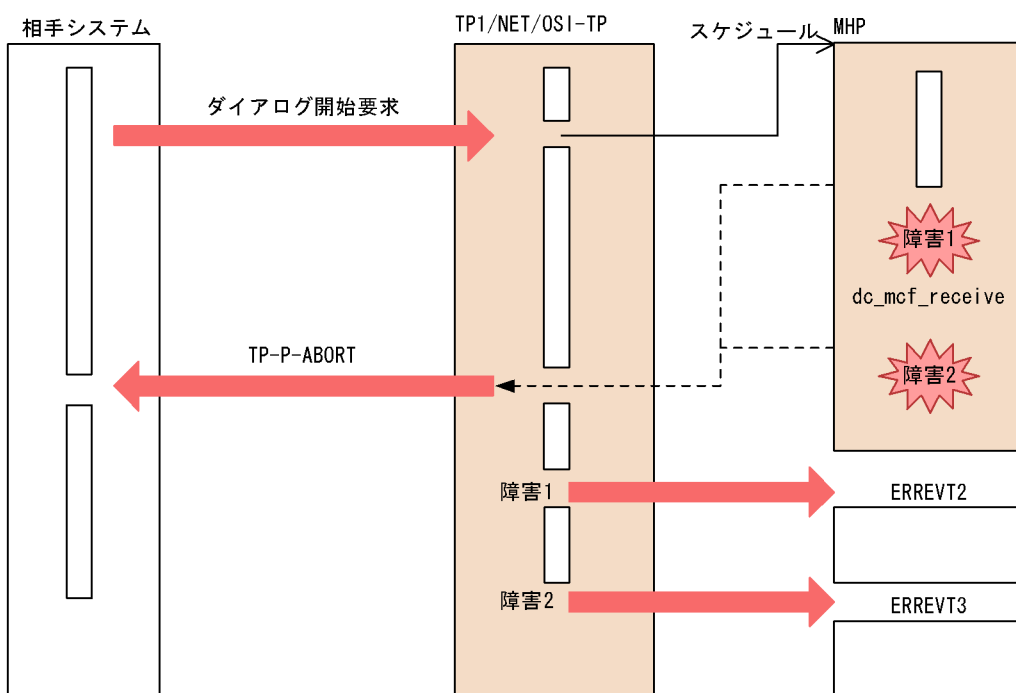 相手システム
TP1/NET/OSI-TP
スケジュール
MHP
ダイアログ開始要求
障害1
dc_mcf_receive
TP-P-ABORT
障害2
障害1
ERREVT2
障害2
ERREVT3